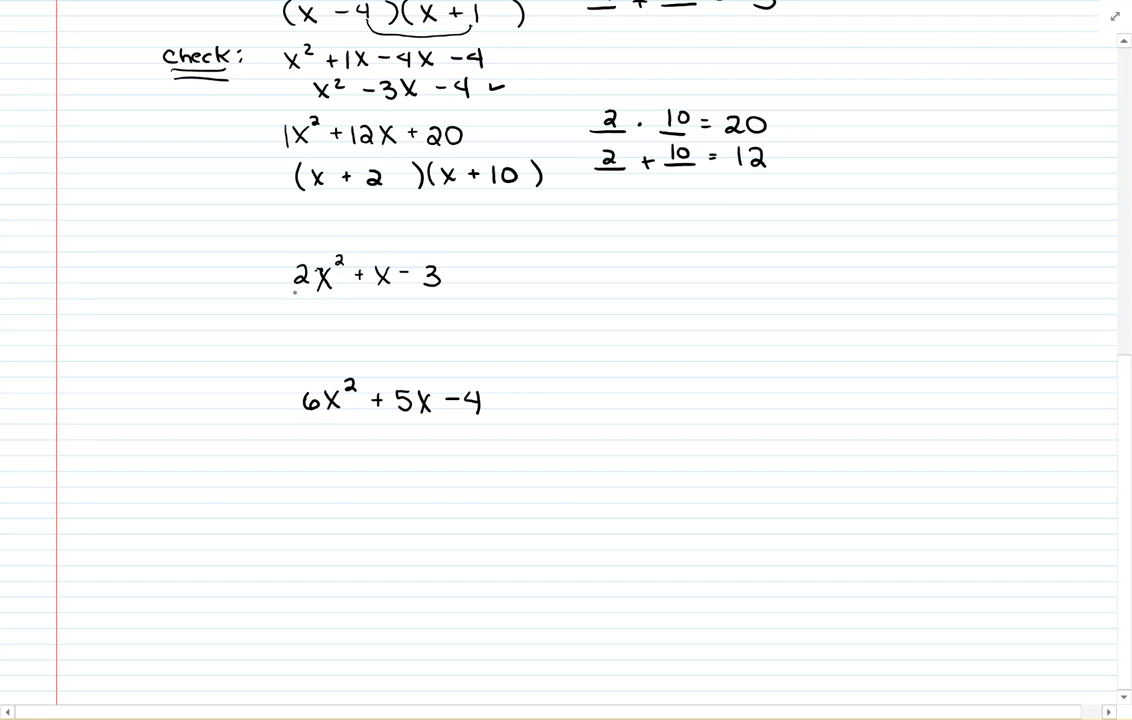 (x - 4 )(x + 1 )
Check: x² + 1x - 4x - 4
x² - 3x - 4 ✓
1x² + 12x + 20
2 · 10 = 20
(x + 2 )(x + 10 )
2 + 10 = 12
2x² + x - 3
6x² + 5x - 4